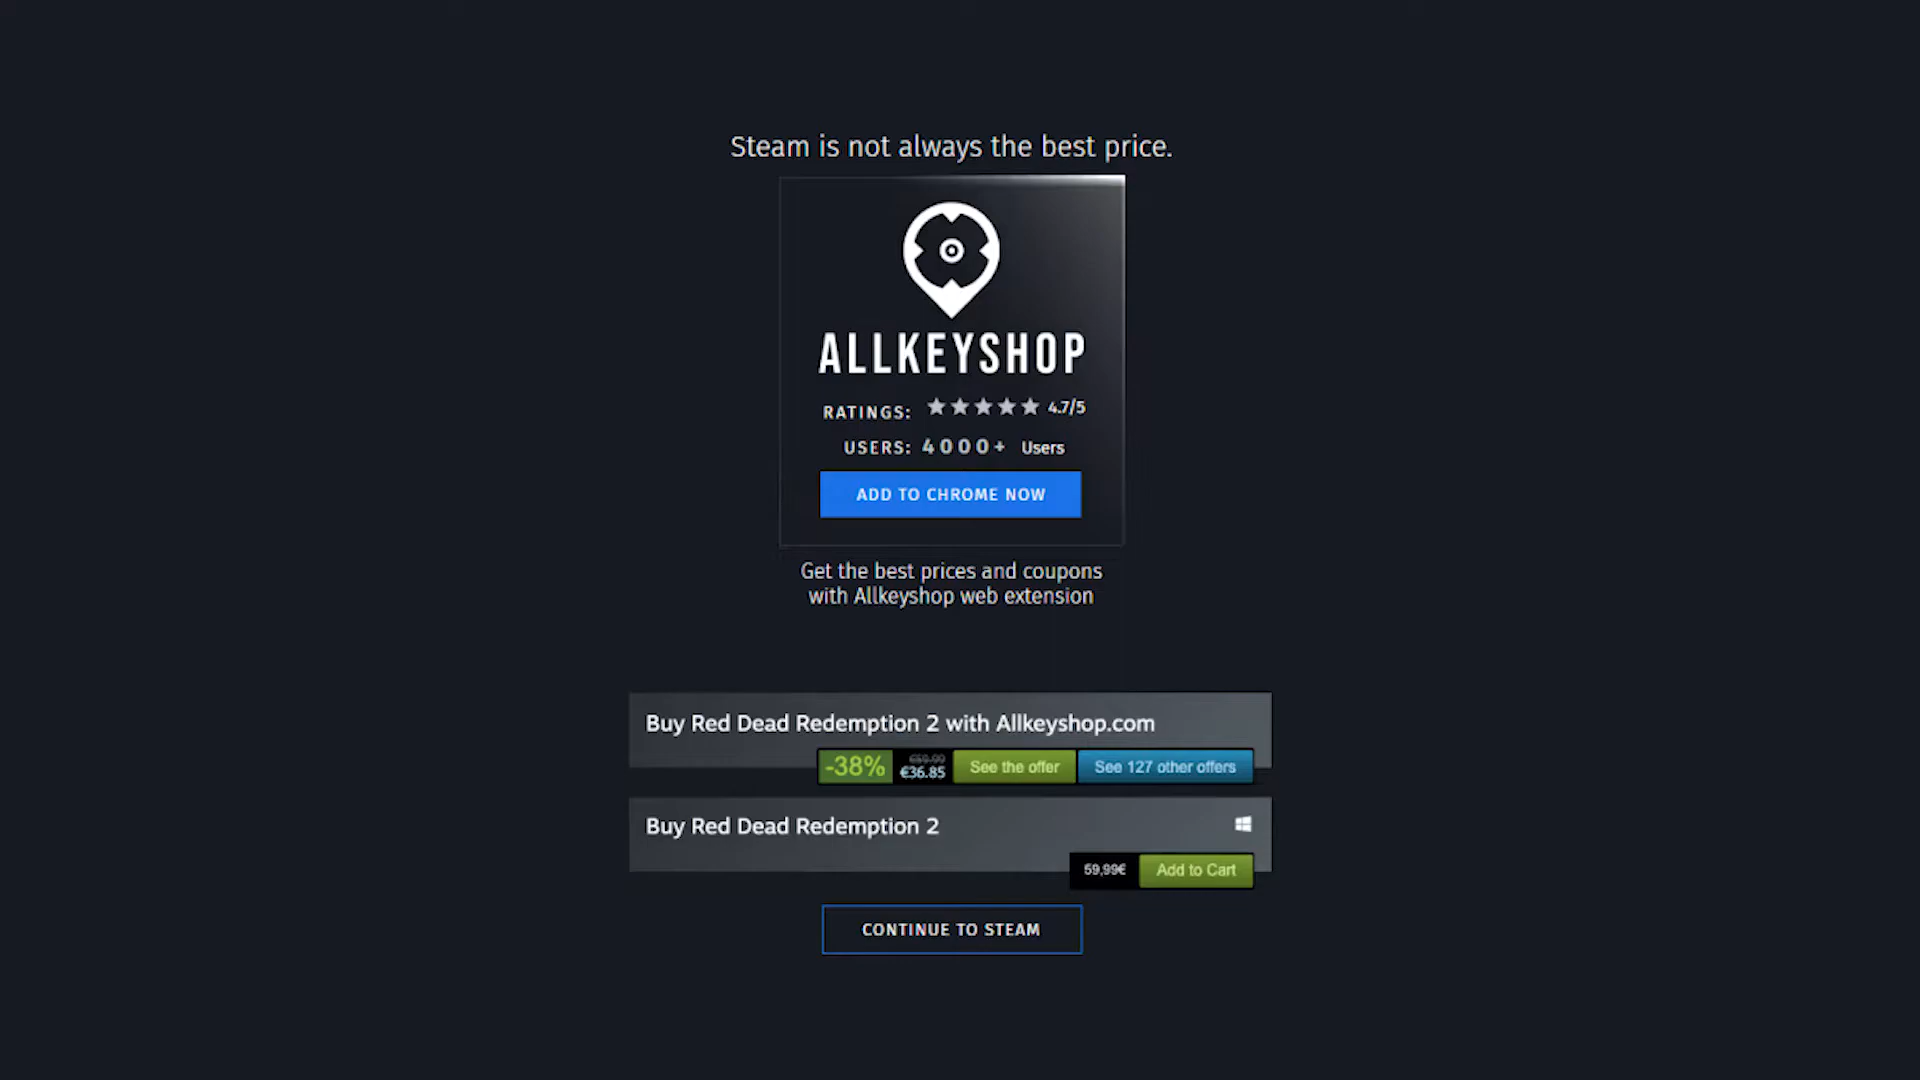 Steam is not always the best price.
ALLKEYSHOP
RATINGS: ★★★★★ 4.7/5
USERS: 4000+ Users
ADD TO CHROME NOW
Get the best prices and coupons
with Allkeyshop web extension
Buy Red Dead Redemption 2 with Allkeyshop.com
-38%
€59.99
€36.85
See the offer
See 127 other offers
Buy Red Dead Redemption 2
59,99€
Add to Cart
CONTINUE TO STEAM